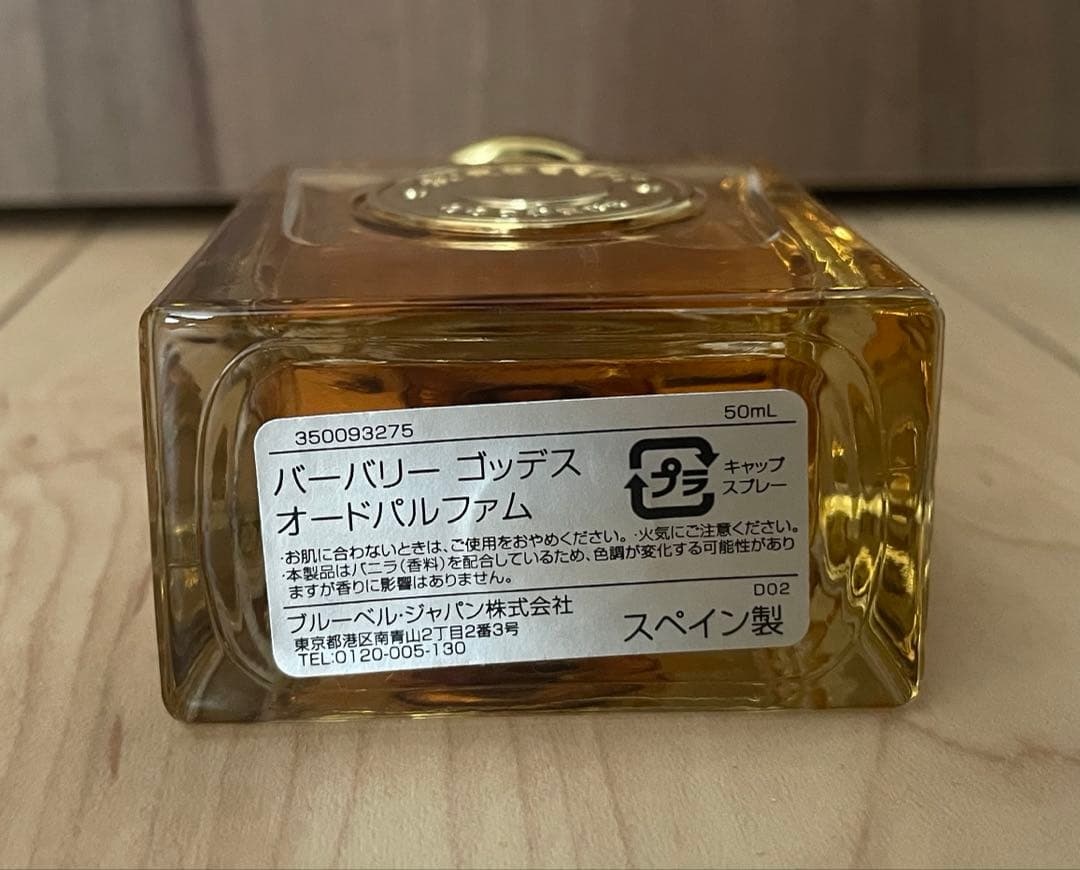 350093275
50mL
バーバリー ゴッデス
オードパルファム
プラ
キャップ
スプレー
·お肌に合わないときは、ご使用をおやめください。·火気にご注意ください。
·本製品はバニラ(香料)を配合しているため、色調が変化する可能性があり
ますが香りに影響はありません。
D02
ブルーベル·ジャパン株式会社
東京都港区南青山2丁目2番3号
TEL:0120-005-130
スペイン製